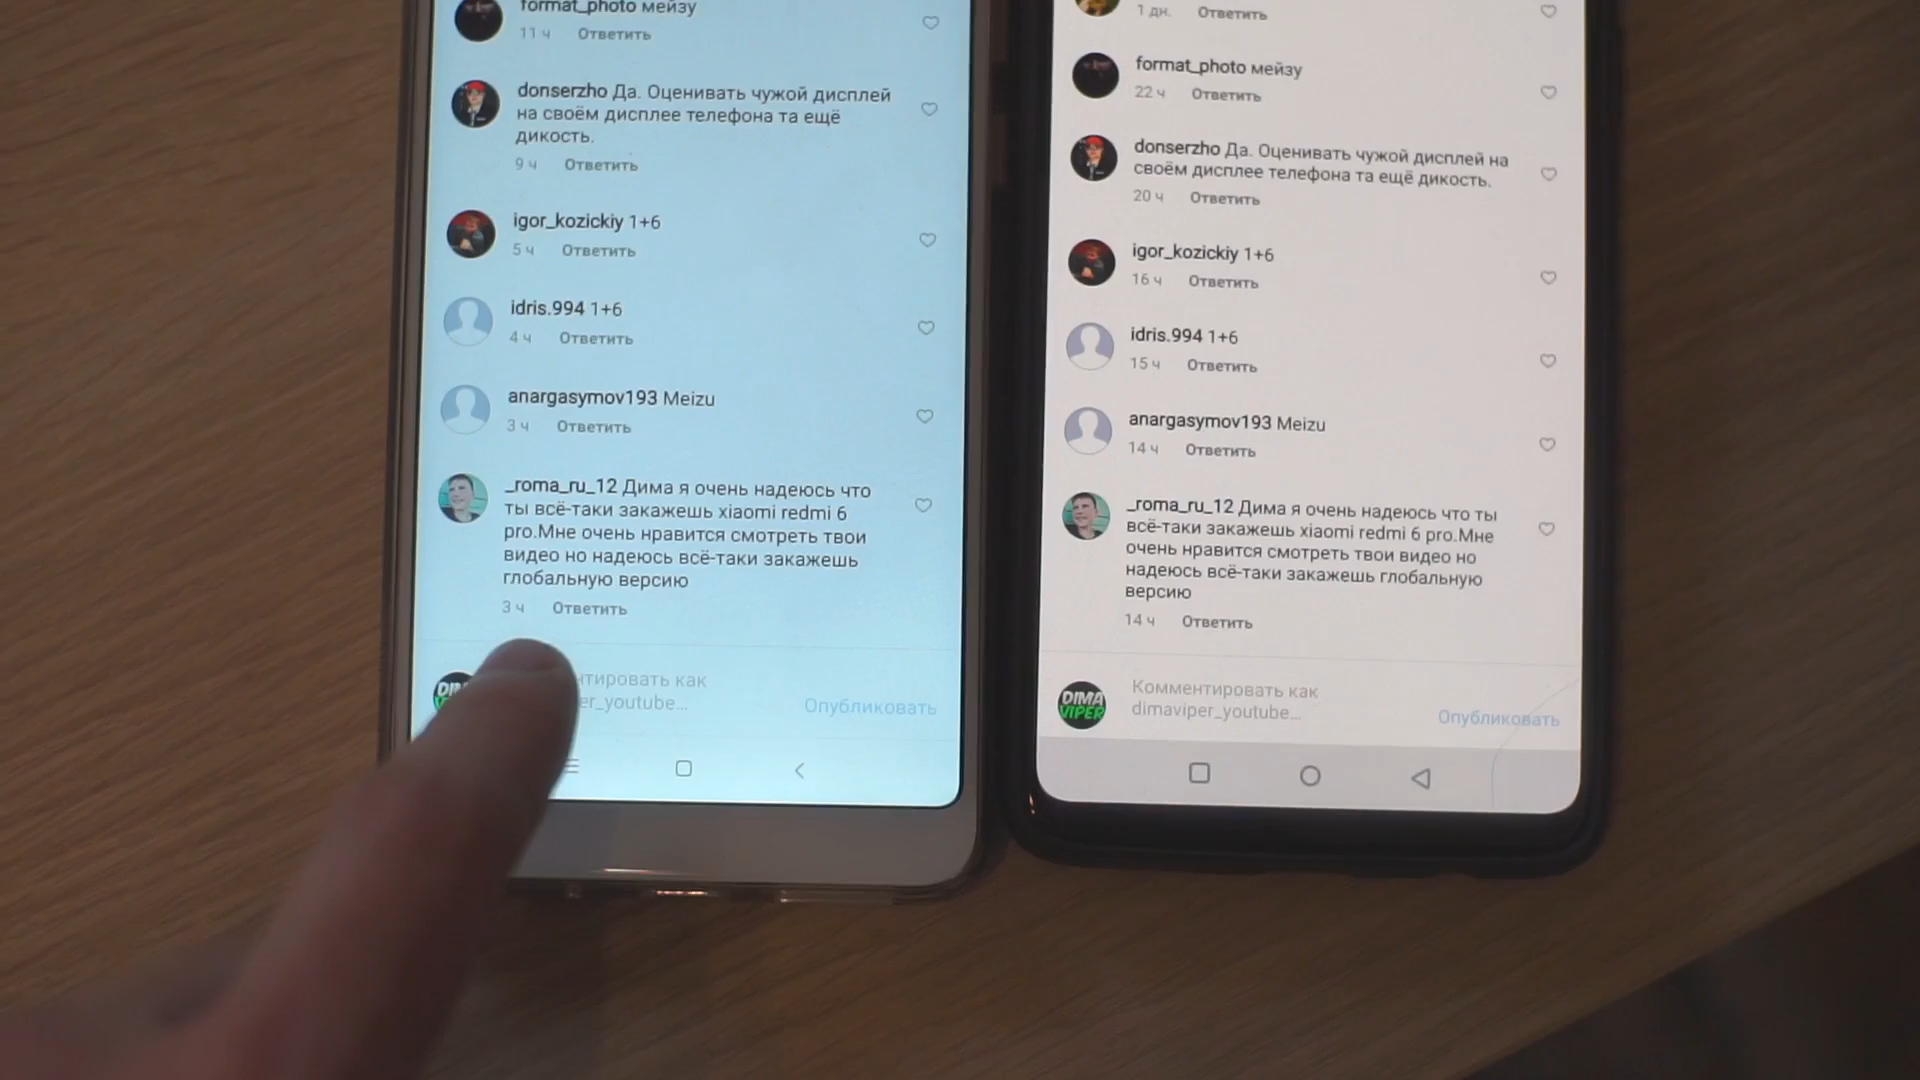 format_photo мейзу
11 ч Ответить
donserzho Да. Оценивать чужой дисплей
на своём дисплее телефона та ещё
дикость.
9 ч Ответить
igor_kozickiy 1+6
5 ч Ответить
idris.994 1+6
4 ч Ответить
anargasymov193 Meizu
3 ч Ответить
_roma_ru_12 Дима я очень надеюсь что
ты всё-таки закажешь xiaomi redmi 6
pro.Мне очень нравится смотреть твои
видео но надеюсь всё-таки закажешь
глобальную версию
3 ч Ответить
нтировать как
er_youtube...
Опубликовать
1 дн. Ответить
format_photo мейзу
22 ч Ответить
donserzho Да. Оценивать чужой дисплей на
своём дисплее телефона та ещё дикость.
20 ч Ответить
igor_kozickiy 1+6
16 ч Ответить
idris.994 1+6
15 ч Ответить
anargasymov193 Meizu
14 ч Ответить
_roma_ru_12 Дима я очень надеюсь что ты
всё-таки закажешь xiaomi redmi 6 pro.Мне
очень нравится смотреть твои видео но
надеюсь всё-таки закажешь глобальную
версию
14 ч Ответить
DIMA
VIPER
Комментировать как
dimaviper_youtube...
Опубликовать